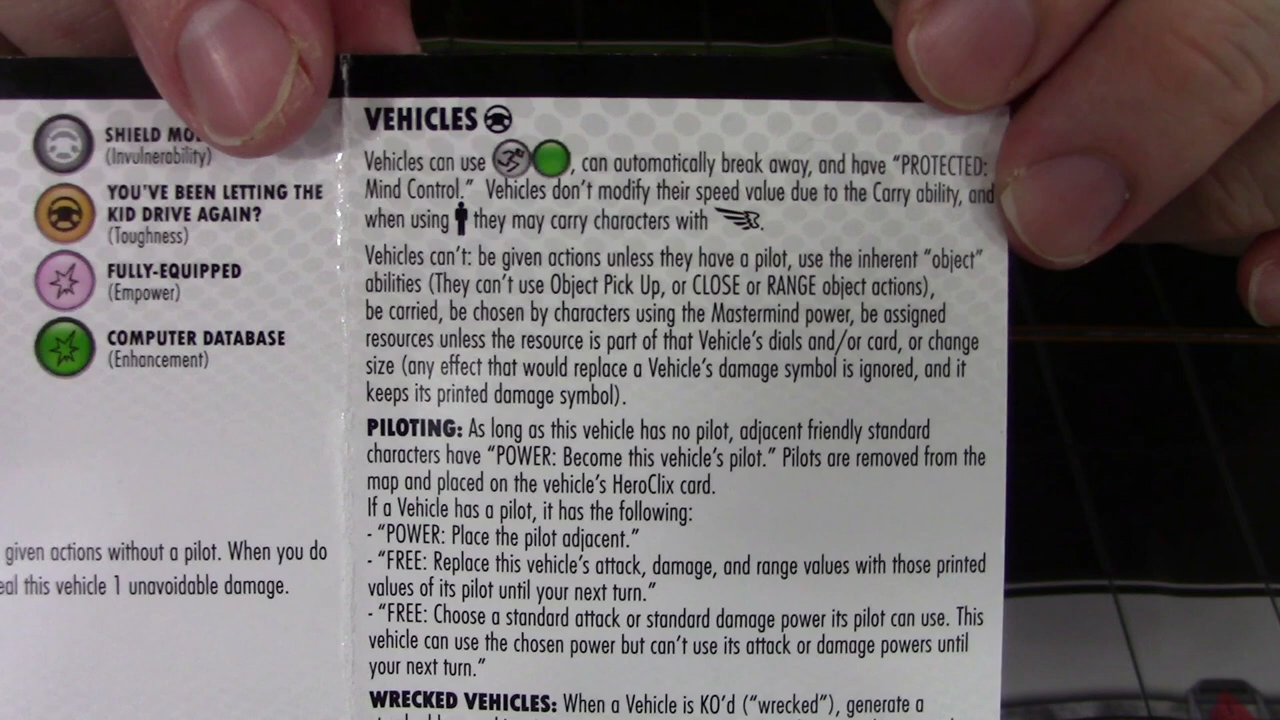 SHIELD MO
(Invulnerability)
YOU'VE BEEN LETTING THE
KID DRIVE AGAIN?
(Toughness)
FULLY-EQUIPPED
(Empower)
COMPUTER DATABASE
(Enhancement)
given actions without a pilot. When you do
eal this vehicle 1 unavoidable damage.
VEHICLES
Vehicles can use , can automatically break away, and have “PROTECTED:
Mind Control.” Vehicles don't modify their speed value due to the Carry ability, and
when using they may carry characters with .
Vehicles can't: be given actions unless they have a pilot, use the inherent “object”
abilities (They can't use Object Pick Up, or CLOSE or RANGE object actions),
be carried, be chosen by characters using the Mastermind power, be assigned
resources unless the resource is part of that Vehicle's dials and/or card, or change
size (any effect that would replace a Vehicle's damage symbol is ignored, and it
keeps its printed damage symbol).
PILOTING: As long as this vehicle has no pilot, adjacent friendly standard
characters have “POWER: Become this vehicle's pilot.” Pilots are removed from the
map and placed on the vehicle's HeroClix card.
If a Vehicle has a pilot, it has the following:
- “POWER: Place the pilot adjacent.”
- “FREE: Replace this vehicle's attack, damage, and range values with those printed
values of its pilot until your next turn.”
- “FREE: Choose a standard attack or standard damage power its pilot can use. This
vehicle can use the chosen power but can't use its attack or damage powers until
your next turn.”
WRECKED VEHICLES: When a Vehicle is KO'd (“wrecked”), generate a